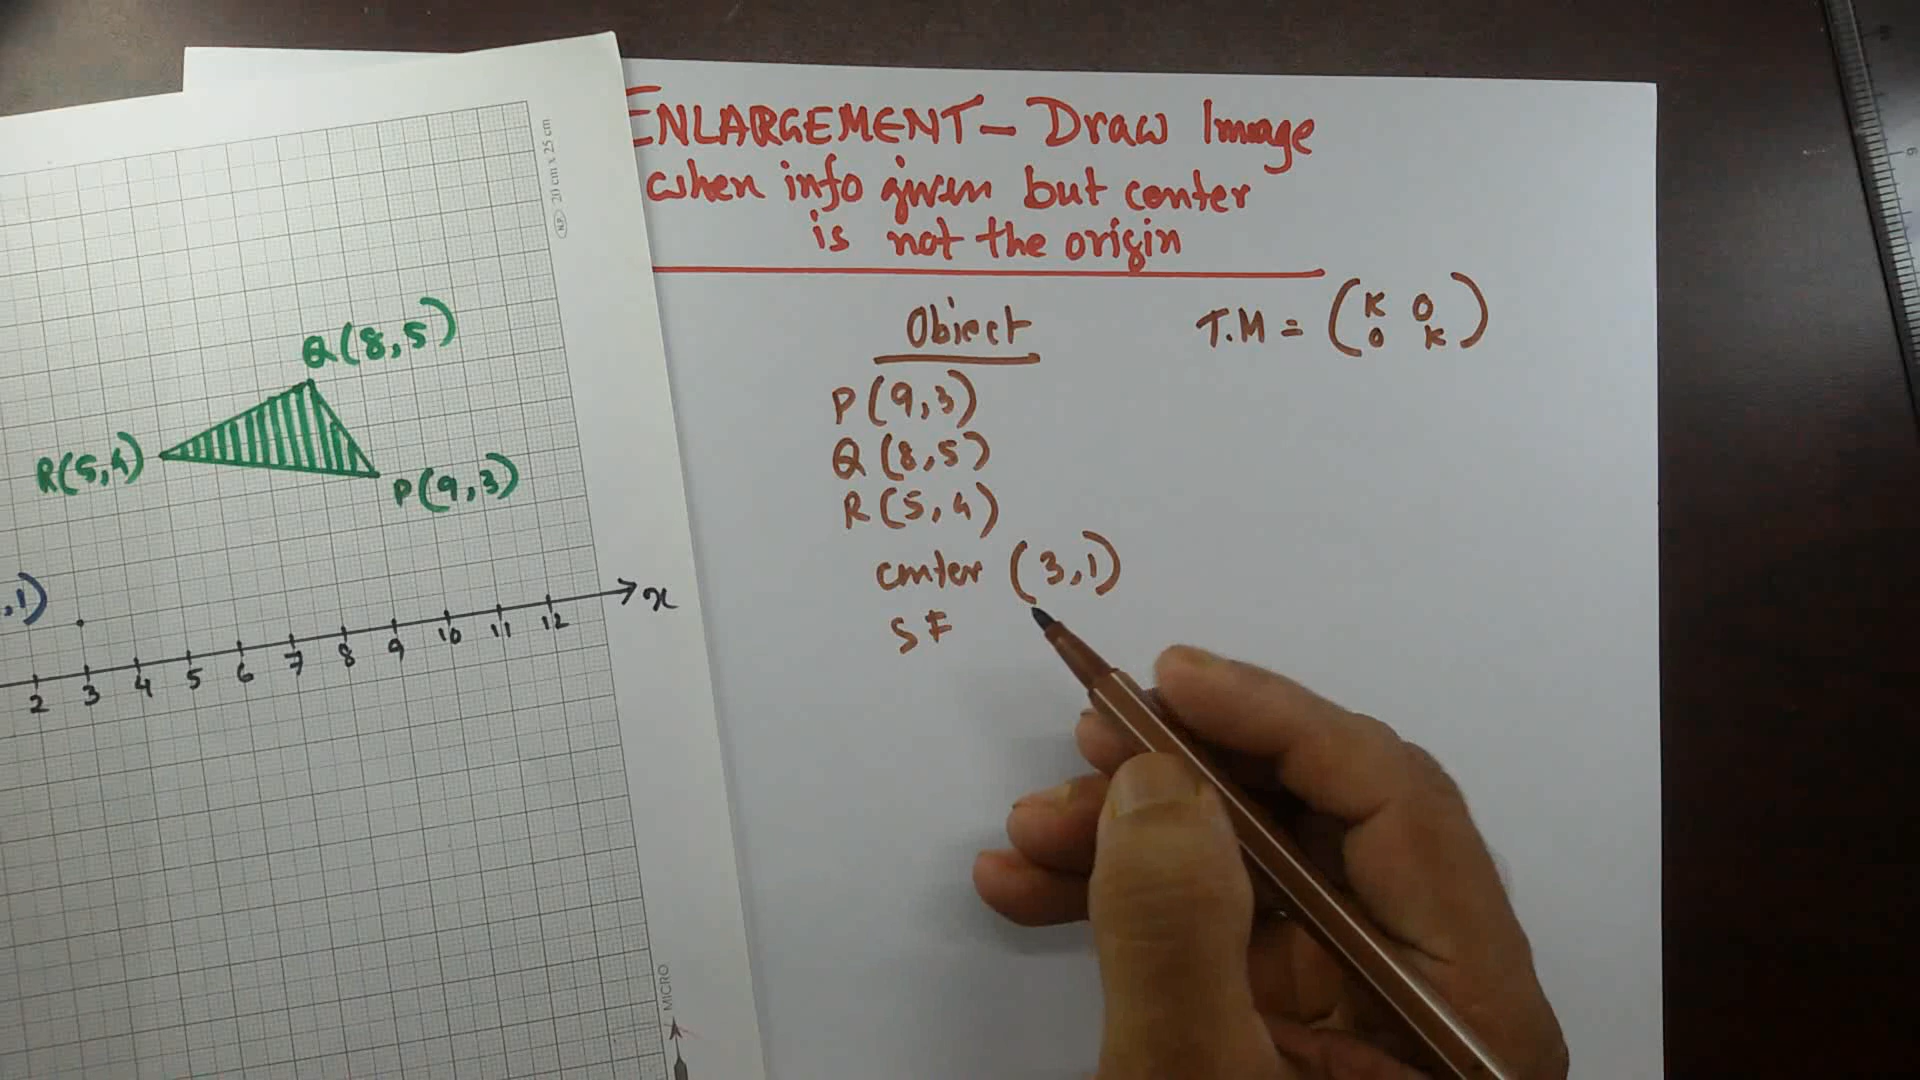 ENLARGEMENT - Draw Image
when info given but center
is not the origin
Object
T.M = (K 0
0 K)
P(9,3)
Q(8,5)
R(5,4)
center (3,1)
SF
Q(8,5)
R(5,4)
P(9,3)
,1)
x
2 3 4 5 6 7 8 9 10 11 12
20 cm x 25 cm
MICRO